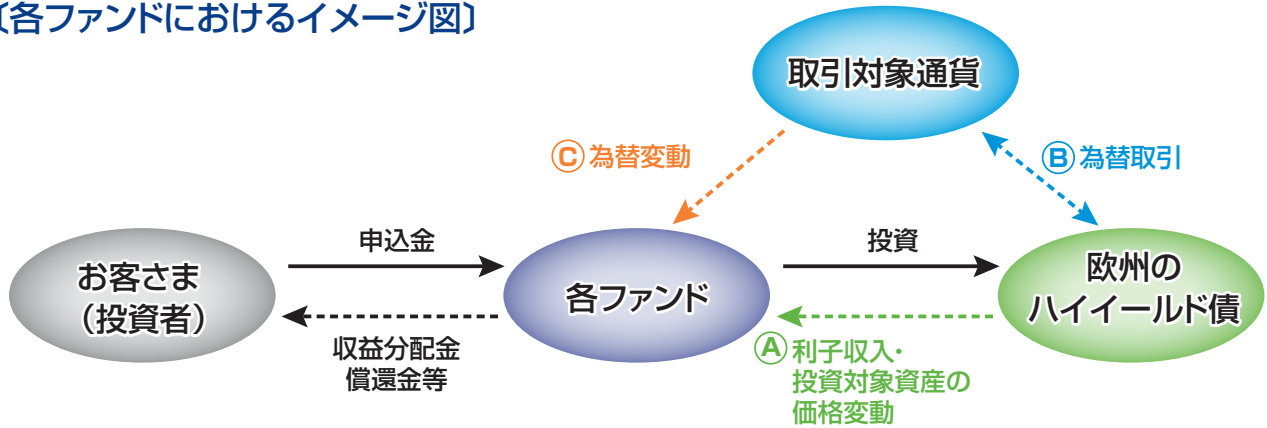 〔各ファンドにおけるイメージ図〕
取引対象通貨
Ⓒ為替変動
Ⓑ為替取引
申込金
投資
お客さま
（投資者）
各ファンド
欧州の
ハイイールド債
収益分配金
償還金等
Ⓐ利子収入・
投資対象資産の
価格変動